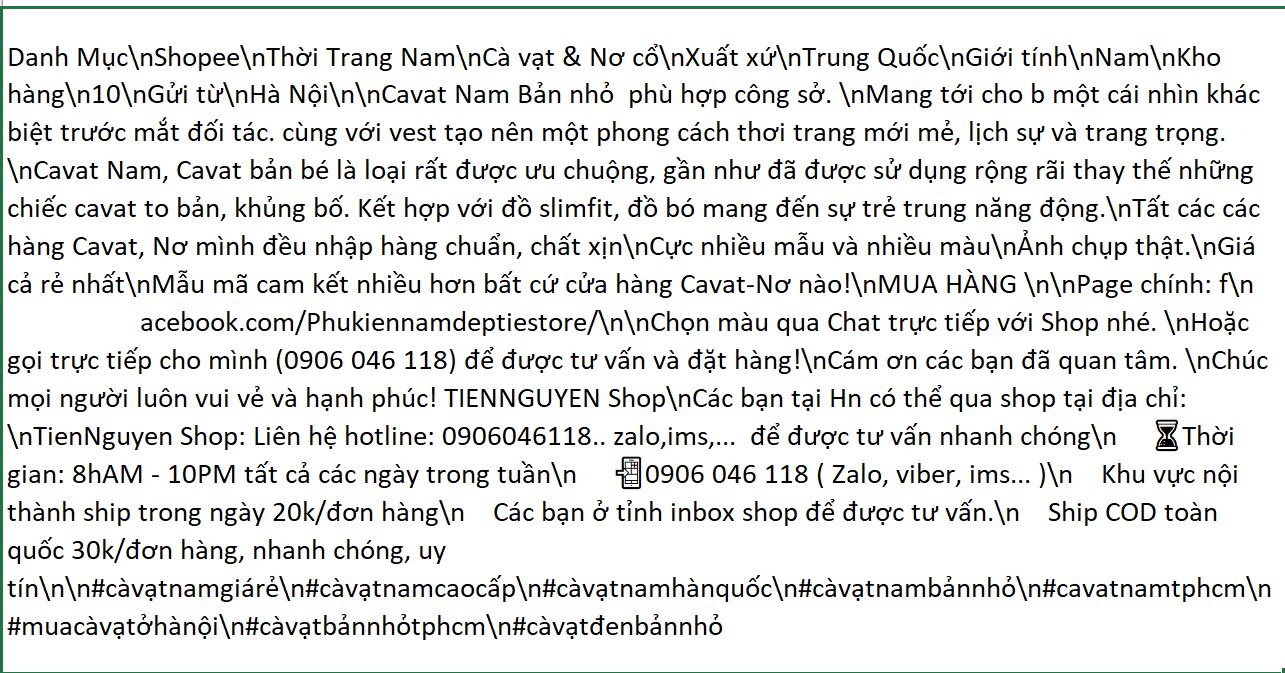 Danh Mục\nShopee\nThời Trang Nam\nCà vạt & Nơ cổ\nXuất xứ\nTrung Quốc\nGiới tính\nNam\nKho
hàng\n10\nGửi từ\nHà Nội\n\nCavat Nam Bản nhỏ  phù hợp công sở. \nMang tới cho b một cái nhìn khác
biệt trước mắt đối tác. cùng với vest tạo nên một phong cách thơi trang mới mẻ, lịch sự và trang trọng.
\nCavat Nam, Cavat bản bé là loại rất được ưu chuộng, gần như đã được sử dụng rộng rãi thay thế những
chiếc cavat to bản, khủng bố. Kết hợp với đồ slimfit, đồ bó mang đến sự trẻ trung năng động.\nTất các các
hàng Cavat, Nơ mình đều nhập hàng chuẩn, chất xịn\nCực nhiều mẫu và nhiều màu\nẢnh chụp thật.\nGiá
cả rẻ nhất\nMẫu mã cam kết nhiều hơn bất cứ cửa hàng Cavat-Nơ nào!\nMUA HÀNG \n\nPage chính: f\n
acebook.com/Phukiennamdeptiestore/\n\nChọn màu qua Chat trực tiếp với Shop nhé. \nHoặc
gọi trực tiếp cho mình (0906 046 118) để được tư vấn và đặt hàng!\nCám ơn các bạn đã quan tâm. \nChúc
mọi người luôn vui vẻ và hạnh phúc! TIENNGUYEN Shop\nCác bạn tại Hn có thể qua shop tại địa chỉ:
\nTienNguyen Shop: Liên hệ hotline: 0906046118.. zalo,ims,...  để được tư vấn nhanh chóng\n    ⏳Thời
gian: 8hAM - 10PM tất cả các ngày trong tuần\n    📲0906 046 118 ( Zalo, viber, ims... )\n    Khu vực nội
thành ship trong ngày 20k/đơn hàng\n    Các bạn ở tỉnh inbox shop để được tư vấn.\n    Ship COD toàn
quốc 30k/đơn hàng, nhanh chóng, uy
tín\n\n#càvạtnamgiárẻ\n#càvạtnamcaocấp\n#càvạtnamhànquốc\n#càvạtnambảnnhỏ\n#cavatnamtphcm\n
#muacàvạtởhànội\n#càvạtbảnnhỏtphcm\n#càvạtđenbảnnhỏ